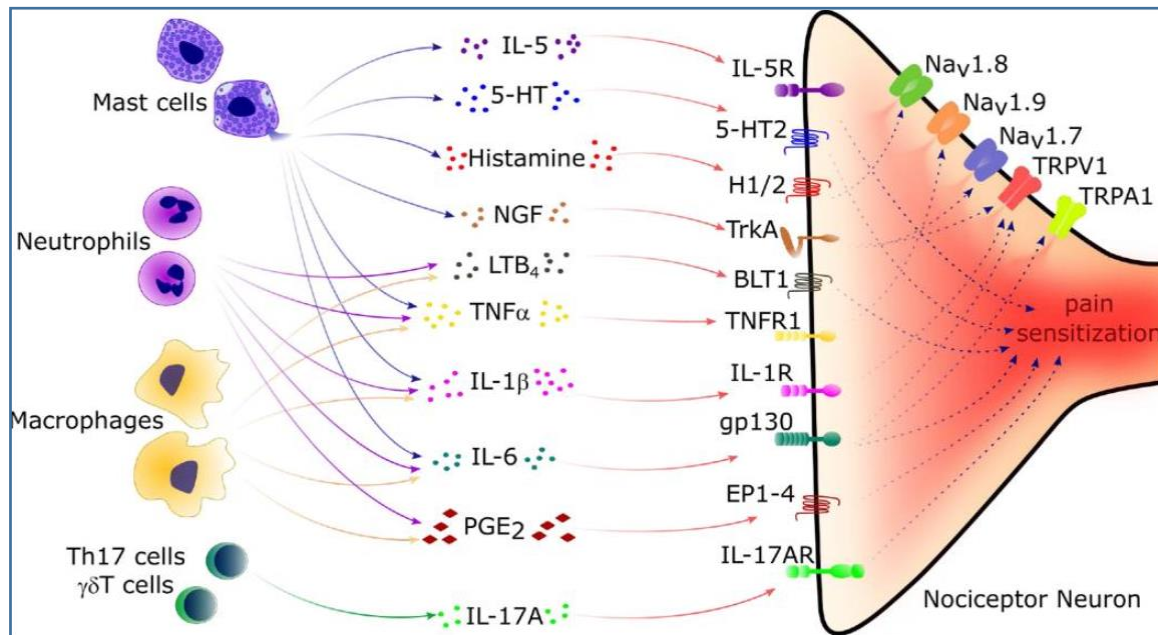 Mast cells
Neutrophils
Macrophages
Th17 cells
γδT cells
IL-5
5-HT
Histamine
NGF
LTB₄
TNFα
IL-1β
IL-6
PGE₂
IL-17A
IL-5R
5-HT2
H1/2
TrkA
BLT1
TNFR1
IL-1R
gp130
EP1-4
IL-17AR
Naᵥ1.8
Naᵥ1.9
Naᵥ1.7
TRPV1
TRPA1
pain
sensitization
Nociceptor Neuron